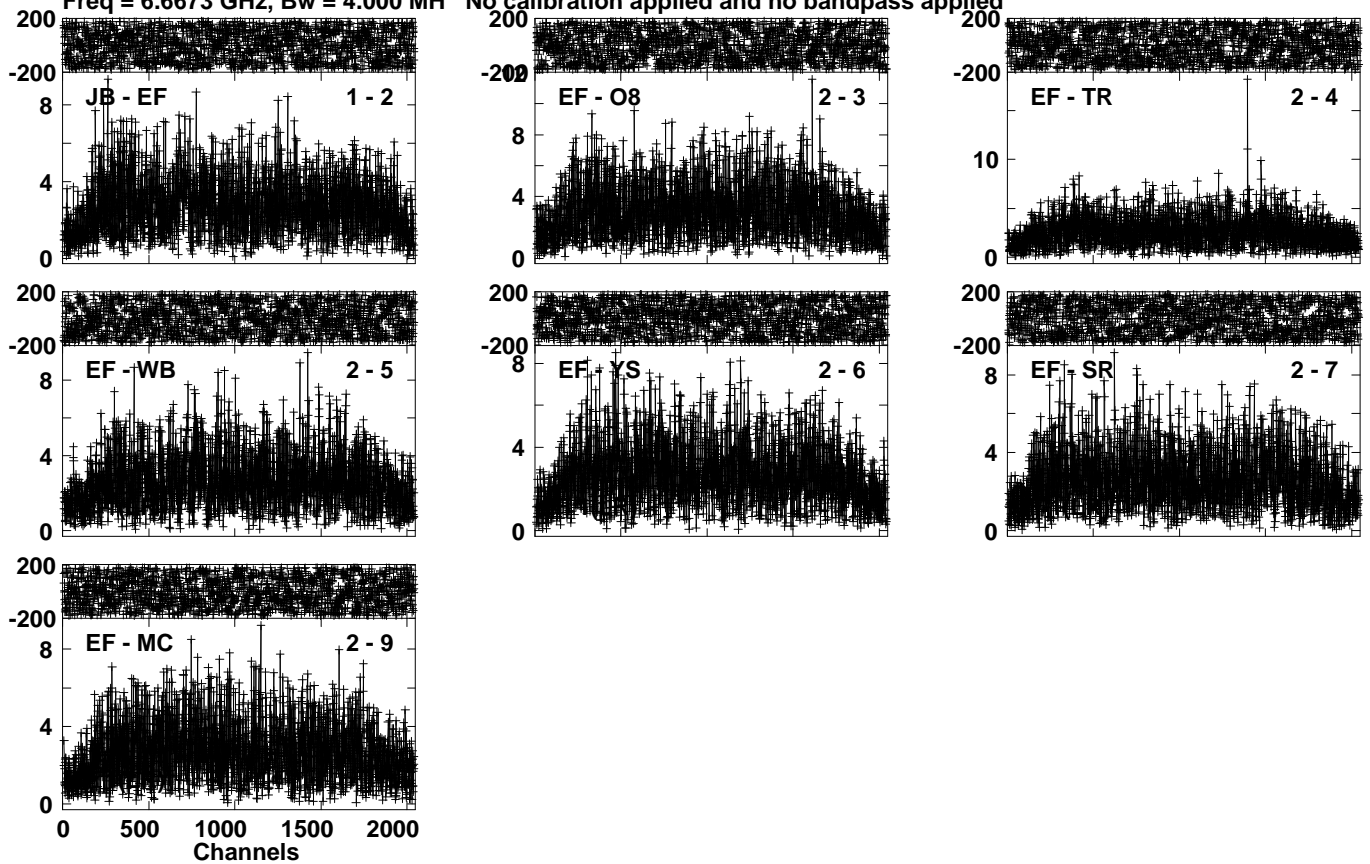 Freq = 6.6673 GHz, Bw = 4.000 MH No calibration applied and no bandpass applied
200 200 200
-200 -200 12 -200
JB - EF 1 - 2 EF - O8 2 - 3 EF - TR 2 - 4
8 8 10
4 4
0 0 0
200 200 200
-200 -200 -200
EF - WB 2 - 5 EF - YS 2 - 6 EF - SR 2 - 7
8 8 8
4 4 4
0 0 0
200
-200
EF - MC 2 - 9
8
4
0
0 500 1000 1500 2000
Channels